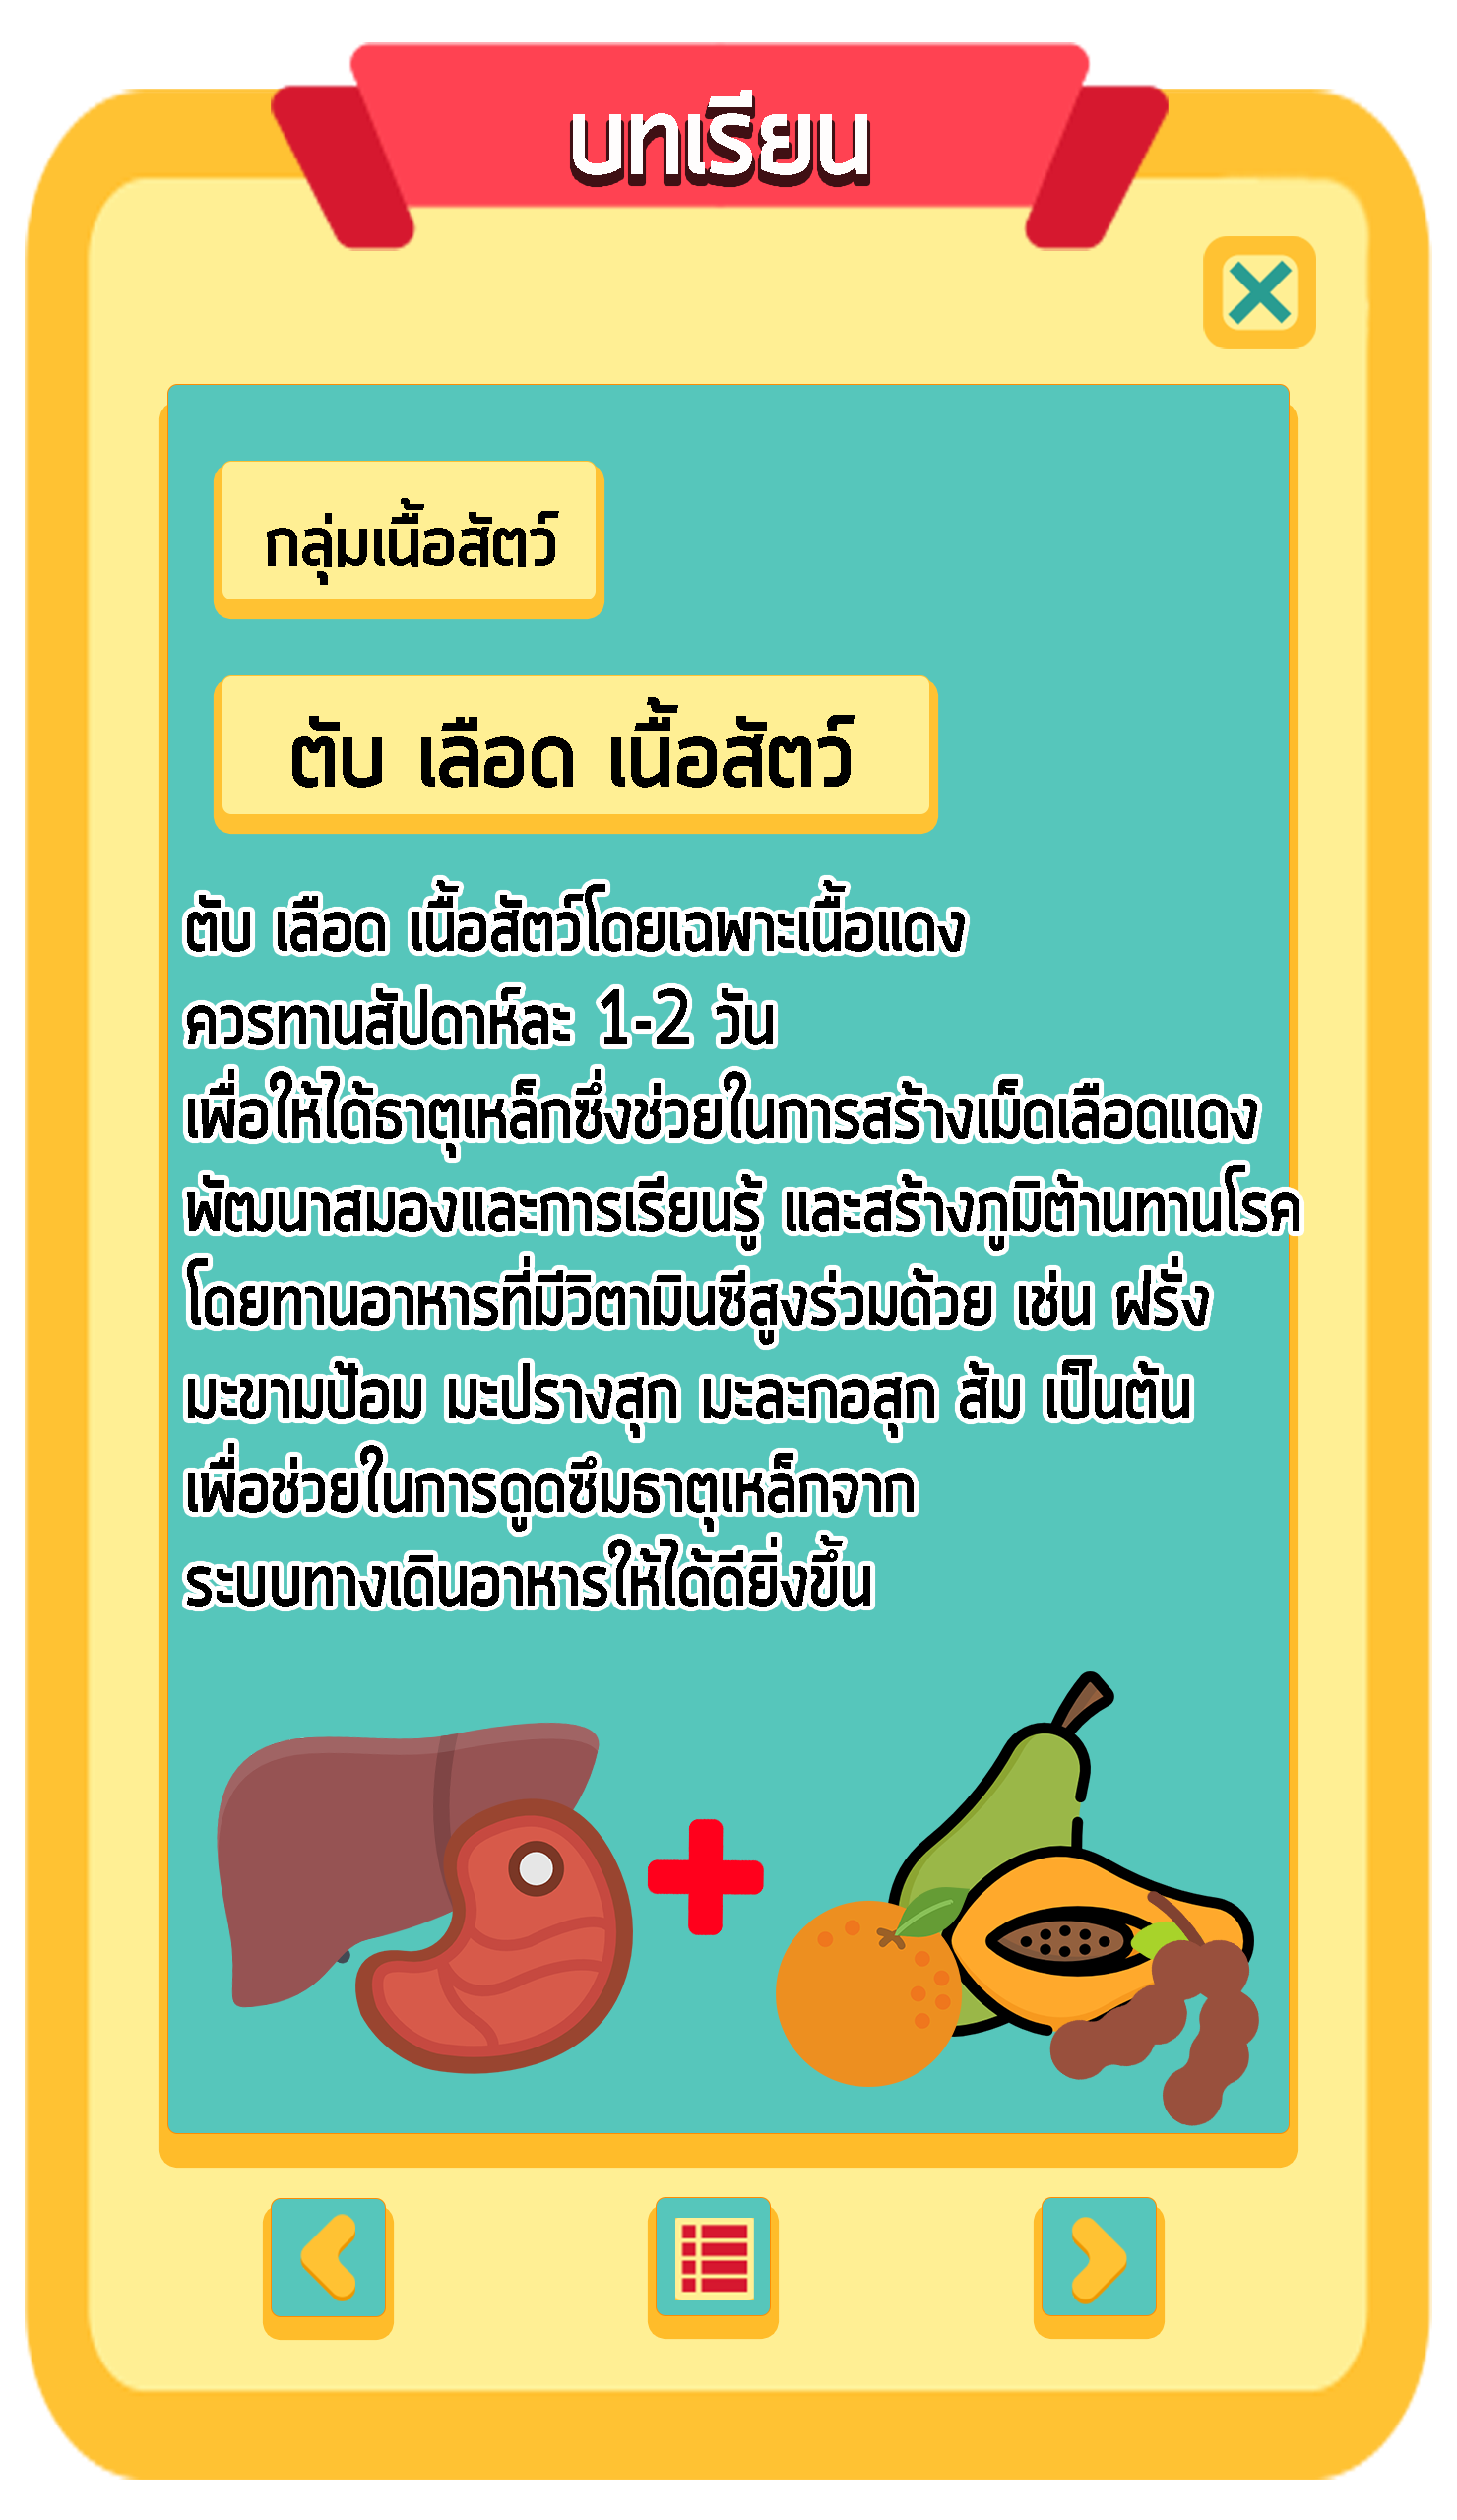 บทเรียน
กลุ่มเนื้อสัตว์
ตับ เลือด เนื้อสัตว์
ตับ เลือด เนื้อสัตว์โดยเฉพาะเนื้อแดง
ควรทานสัปดาห์ละ 1-2 วัน
เพื่อให้ได้ธาตุเหล็กซึ่งช่วยในการสร้างเม็ดเลือดแดง
พัฒนาสมองและการเรียนรู้ และสร้างภูมิต้านทานโรค
โดยทานอาหารที่มีวิตามินซีสูงร่วมด้วย เช่น ฝรั่ง
มะขามป้อม มะปรางสุก มะละกอสุก ส้ม เป็นต้น
เพื่อช่วยในการดูดซึมธาตุเหล็กจาก
ระบบทางเดินอาหารให้ได้ดียิ่งขึ้น